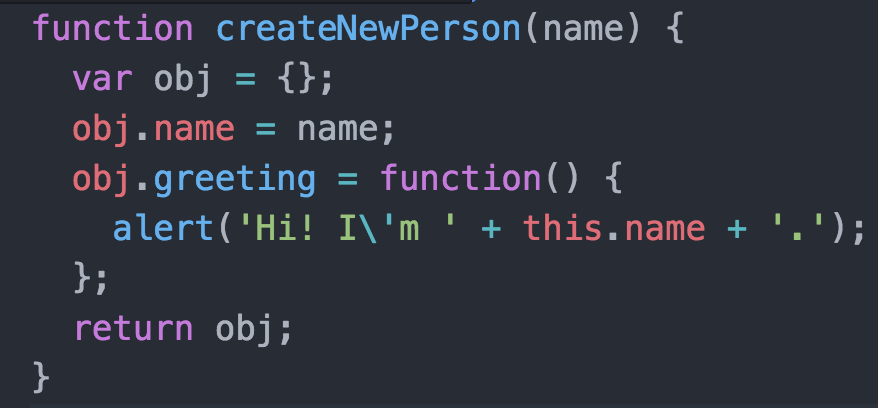 function createNewPerson(name) {
  var obj = {};
  obj.name = name;
  obj.greeting = function() {
    alert('Hi! I\'m ' + this.name + '.');
  };
  return obj;
}